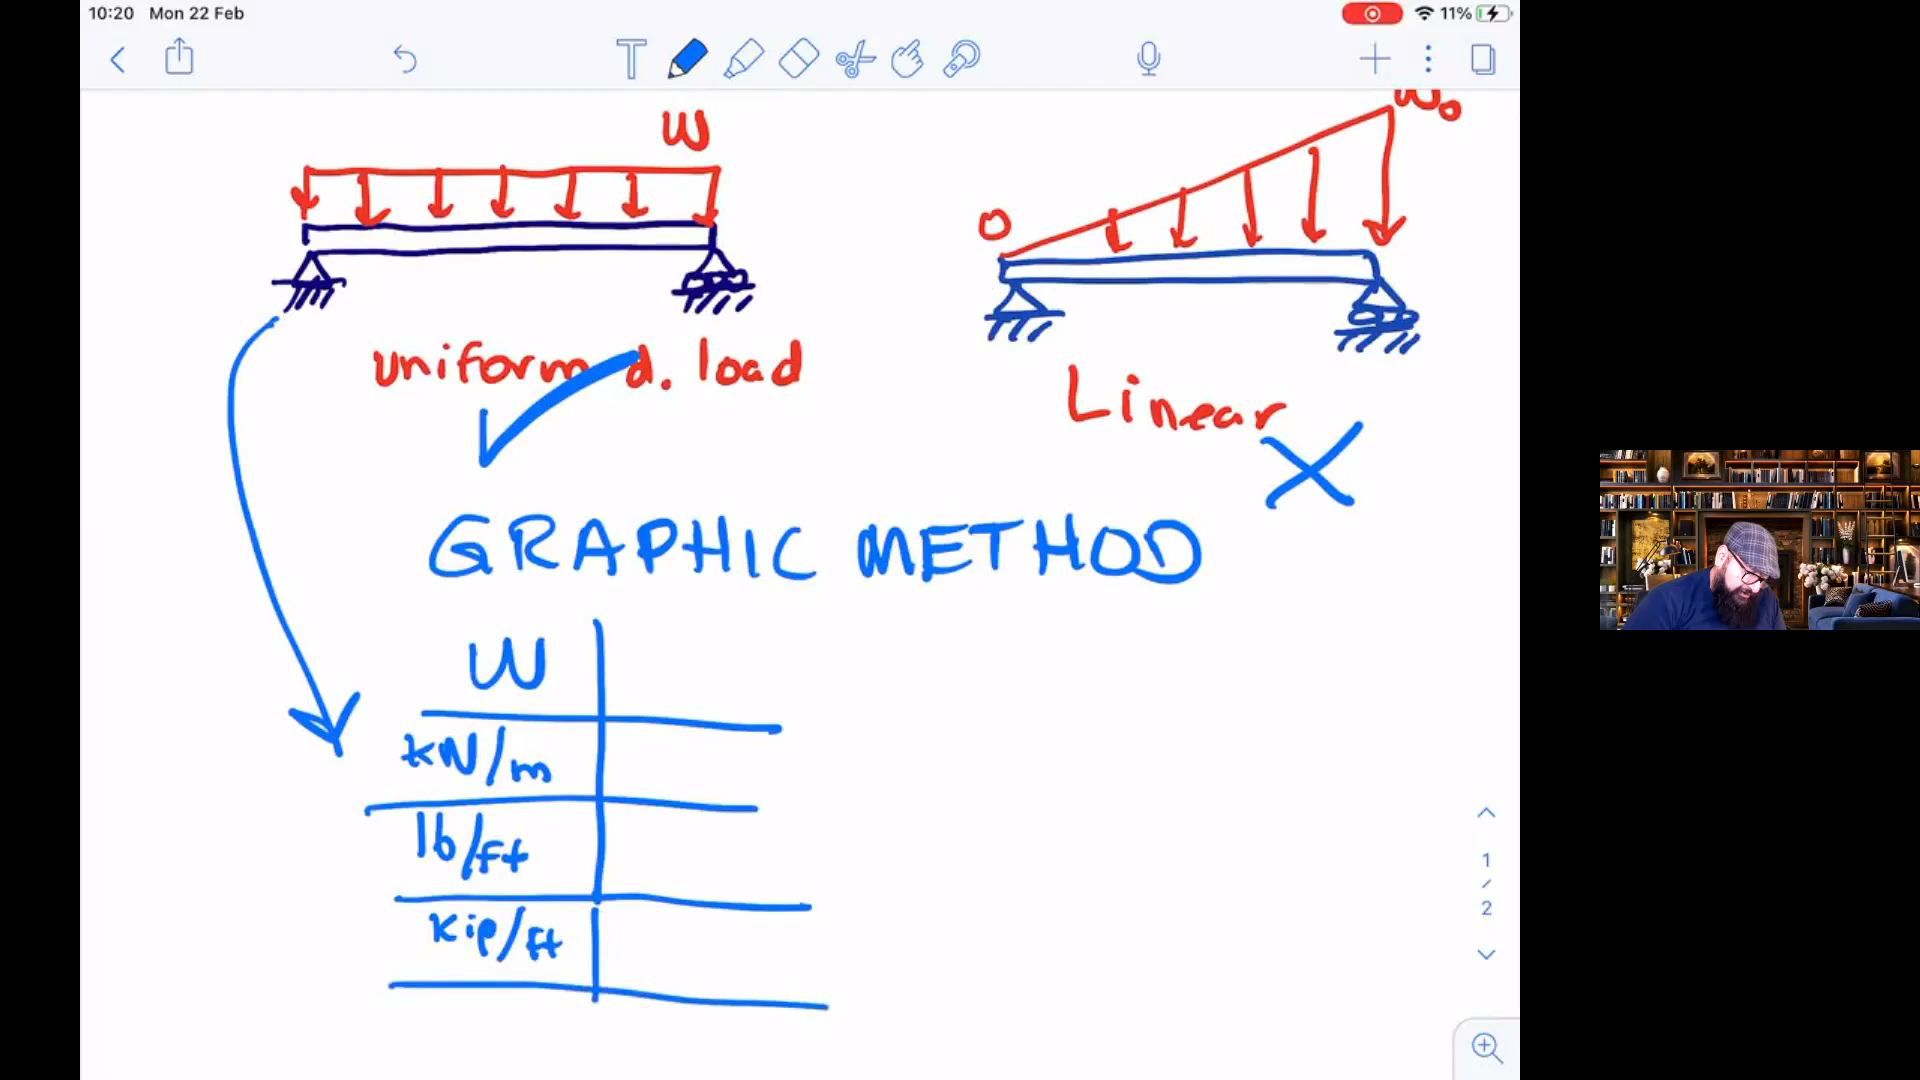 10:20 Mon 22 Feb
11%
T
W
W₀
O
uniform d. load
Linear
GRAPHIC METHOD
W
kN/m
lb/ft
kip/ft
1
/
2